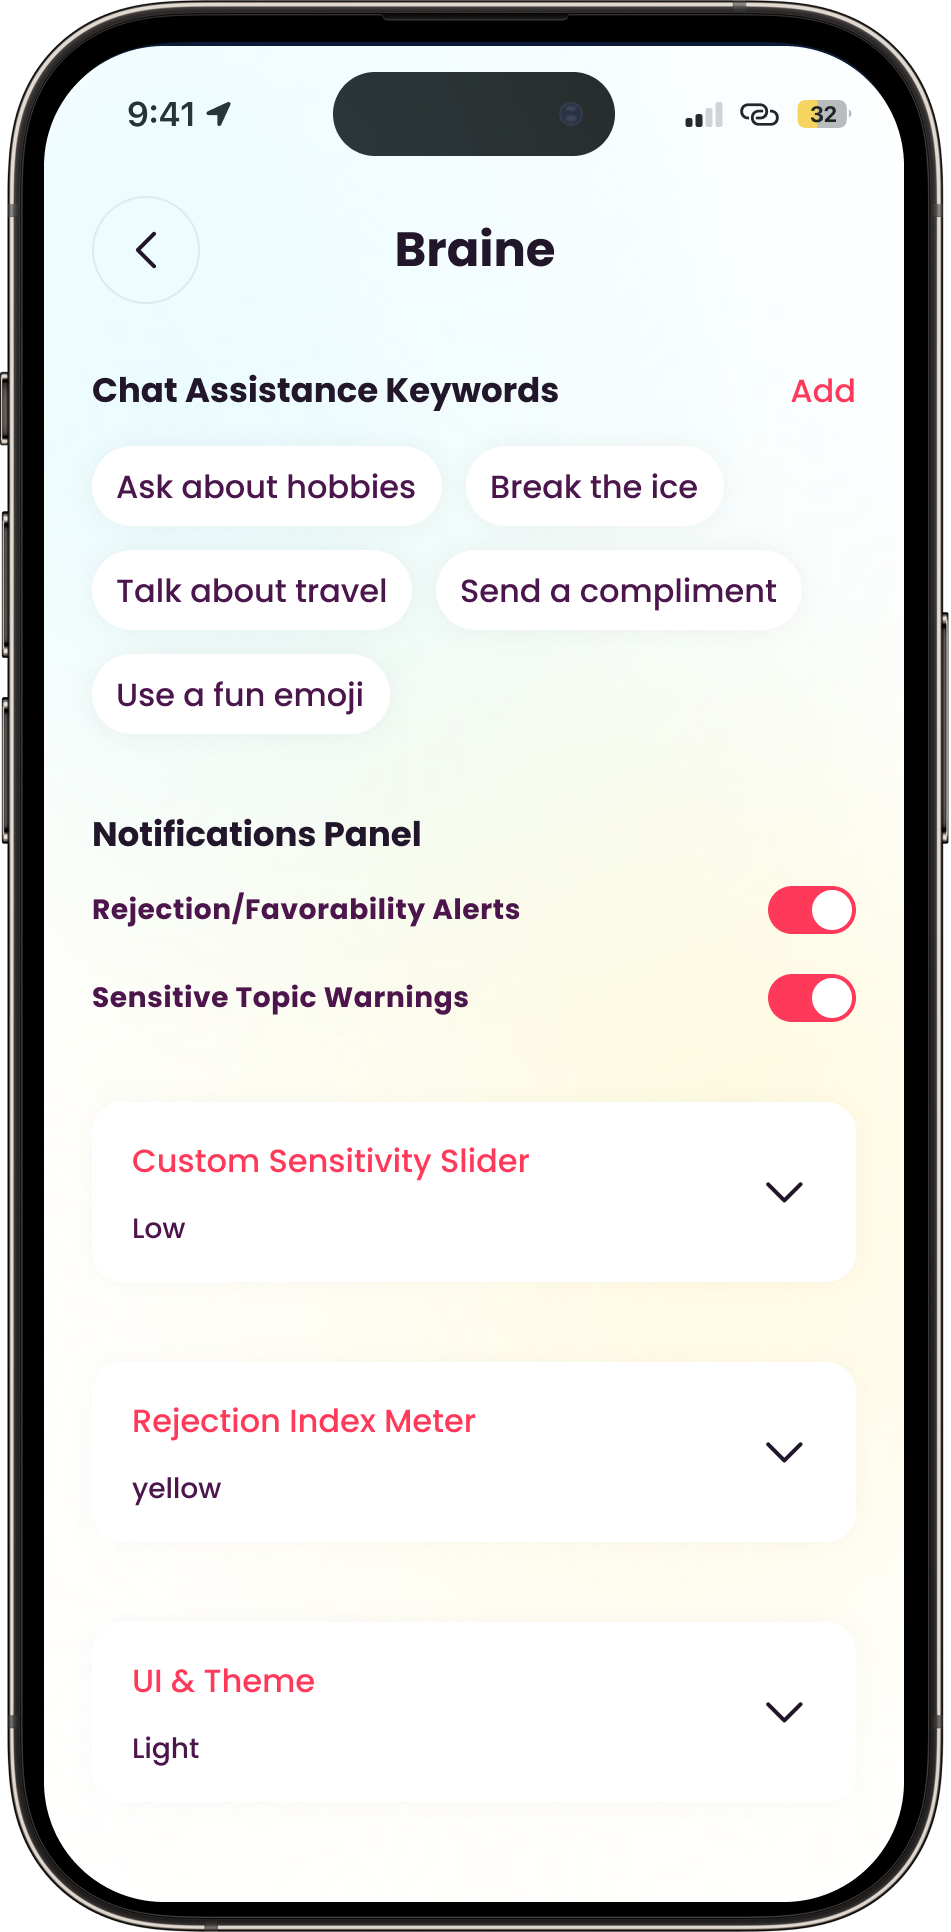 9:41
32
Braine
Chat Assistance Keywords Add
Ask about hobbies Break the ice
Talk about travel Send a compliment
Use a fun emoji
Notifications Panel
Rejection/Favorability Alerts
Sensitive Topic Warnings
Custom Sensitivity Slider
Low
Rejection Index Meter
yellow
UI & Theme
Light